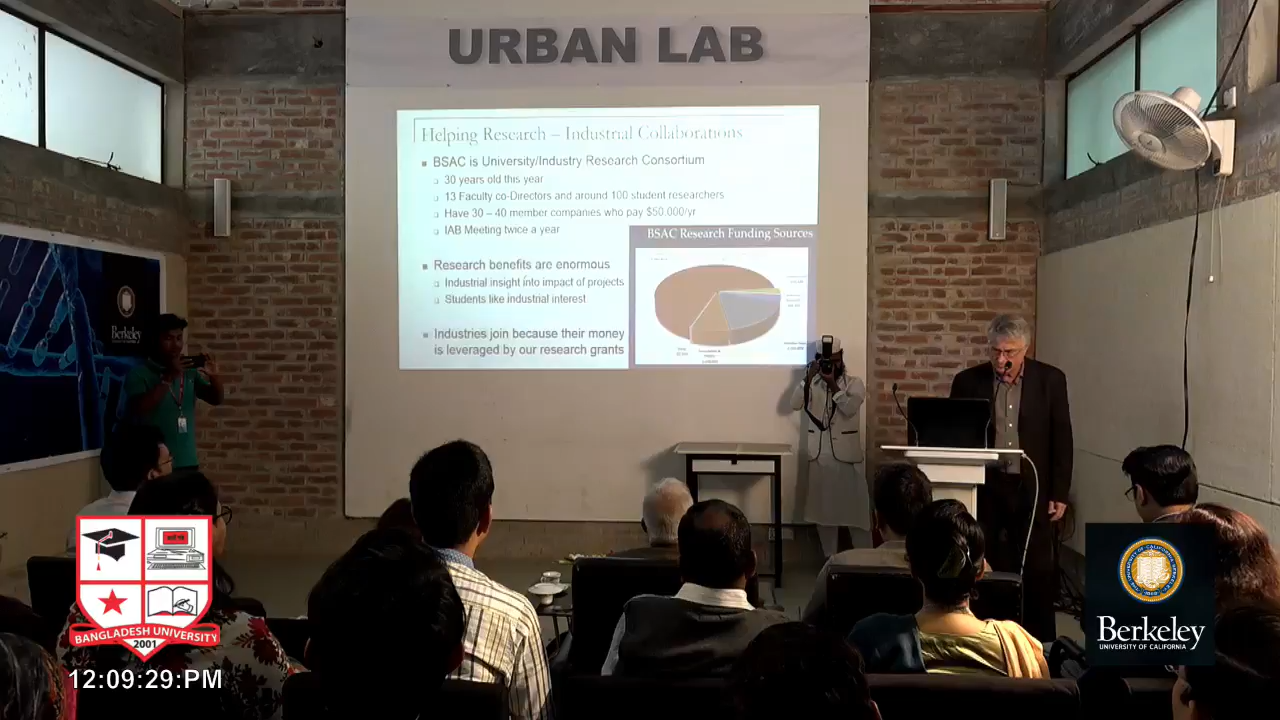 URBAN LAB
Helping Research – Industrial Collaborations
BSAC is University/Industry Research Consortium
30 years old this year
13 Faculty co-Directors and around 100 student researchers
Have 30 – 40 member companies who pay $50,000/yr
IAB Meeting twice a year
BSAC Research Funding Sources
Research benefits are enormous
Industrial insight into impact of projects
Students like industrial interest
Industries join because their money
is leveraged by our research grants
Berkeley
BANGLADESH UNIVERSITY
2001
12:09:29:PM
Berkeley
UNIVERSITY OF CALIFORNIA